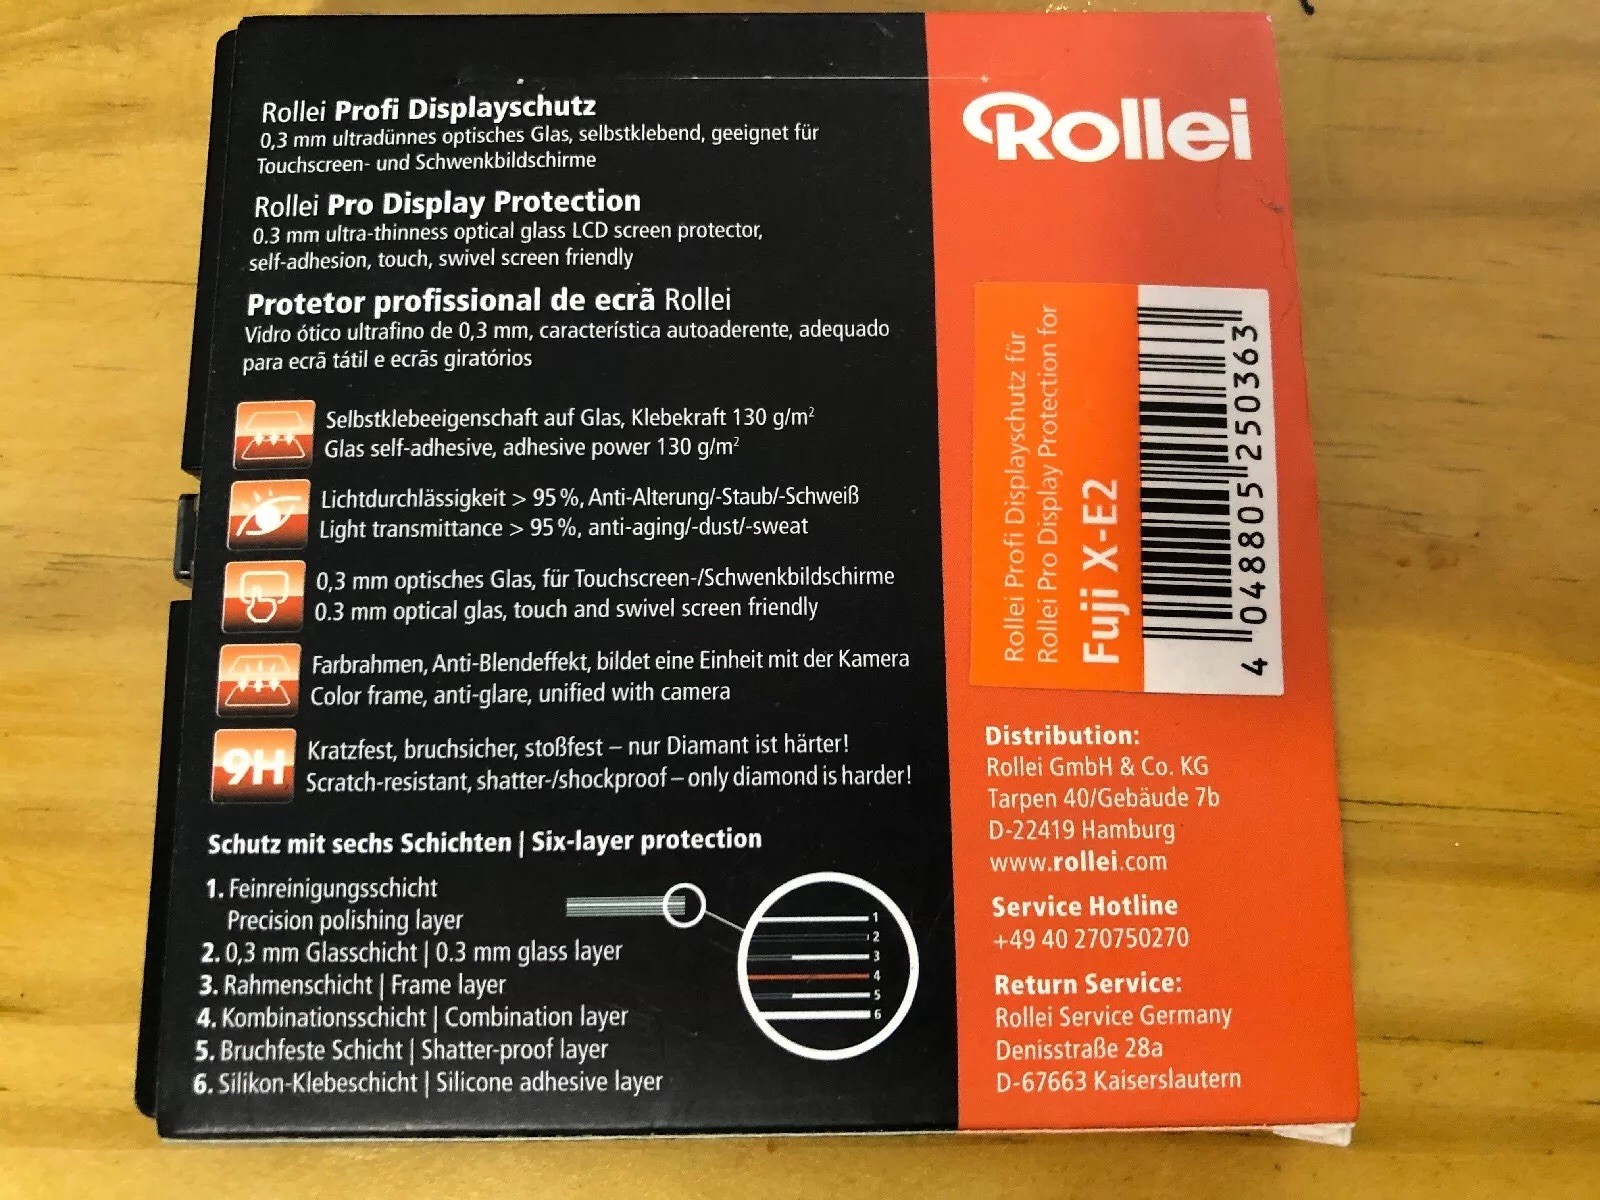 Rollei Profi Displayschutz
0,3 mm ultradünnes optisches Glas, selbstklebend, geeignet für
Touchscreen- und Schwenkbildschirme
Rollei Pro Display Protection
0.3 mm ultra-thinness optical glass LCD screen protector,
self-adhesion, touch, swivel screen friendly
Protetor profissional de ecrã Rollei
Vidro ótico ultrafino de 0,3 mm, característica autoaderente, adequado
para ecrã tátil e ecrãs giratórios
Selbstklebeeigenschaft auf Glas, Klebekraft 130 g/m²
Glas self-adhesive, adhesive power 130 g/m²
Lichtdurchlässigkeit > 95 %, Anti-Alterung/-Staub/-Schweiß
Light transmittance > 95 %, anti-aging/-dust/-sweat
0,3 mm optisches Glas, für Touchscreen-/Schwenkbildschirme
0.3 mm optical glas, touch and swivel screen friendly
Farbrahmen, Anti-Blendeffekt, bildet eine Einheit mit der Kamera
Color frame, anti-glare, unified with camera
9H
Kratzfest, bruchsicher, stoßfest – nur Diamant ist härter!
Scratch-resistant, shatter-/shockproof – only diamond is harder!
Schutz mit sechs Schichten | Six-layer protection
1. Feinreinigungsschicht
Precision polishing layer
2. 0,3 mm Glasschicht | 0.3 mm glass layer
3. Rahmenschicht | Frame layer
4. Kombinationsschicht | Combination layer
5. Bruchfeste Schicht | Shatter-proof layer
6. Silikon-Klebeschicht | Silicone adhesive layer
1
2
3
4
5
6
Rollei
Rollei Profi Displayschutz für
Rollei Pro Display Protection for
Fuji X-E2
4 048805 250363
Distribution:
Rollei GmbH & Co. KG
Tarpen 40/Gebäude 7b
D-22419 Hamburg
www.rollei.com
Service Hotline
+49 40 270750270
Return Service:
Rollei Service Germany
Denisstraße 28a
D-67663 Kaiserslautern